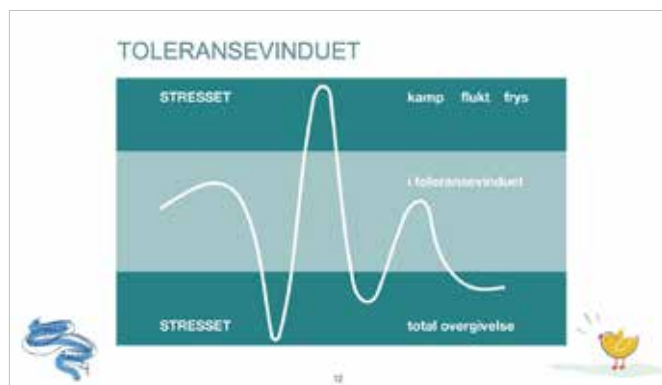 TOLERANSEVINDUET
STRESSET kamp flukt frys
i toleransevinduet
STRESSET total overgivelse
12